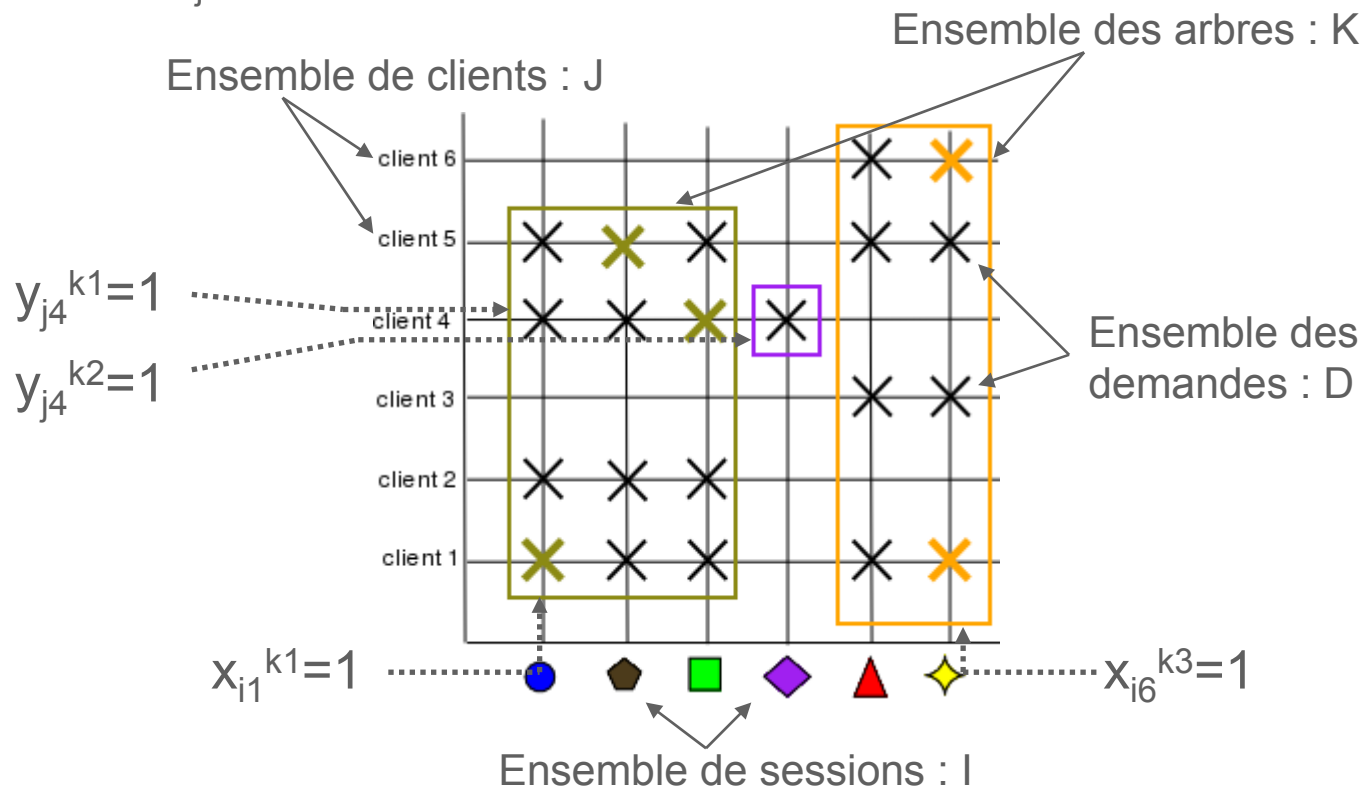 j
Ensemble des arbres : K
Ensemble de clients : J
client 6
client 5
y_j4^k1=1
client 4
Ensemble des
demandes : D
y_j4^k2=1
client 3
client 2
client 1
x_i1^k1=1
x_i6^k3=1
Ensemble de sessions : I